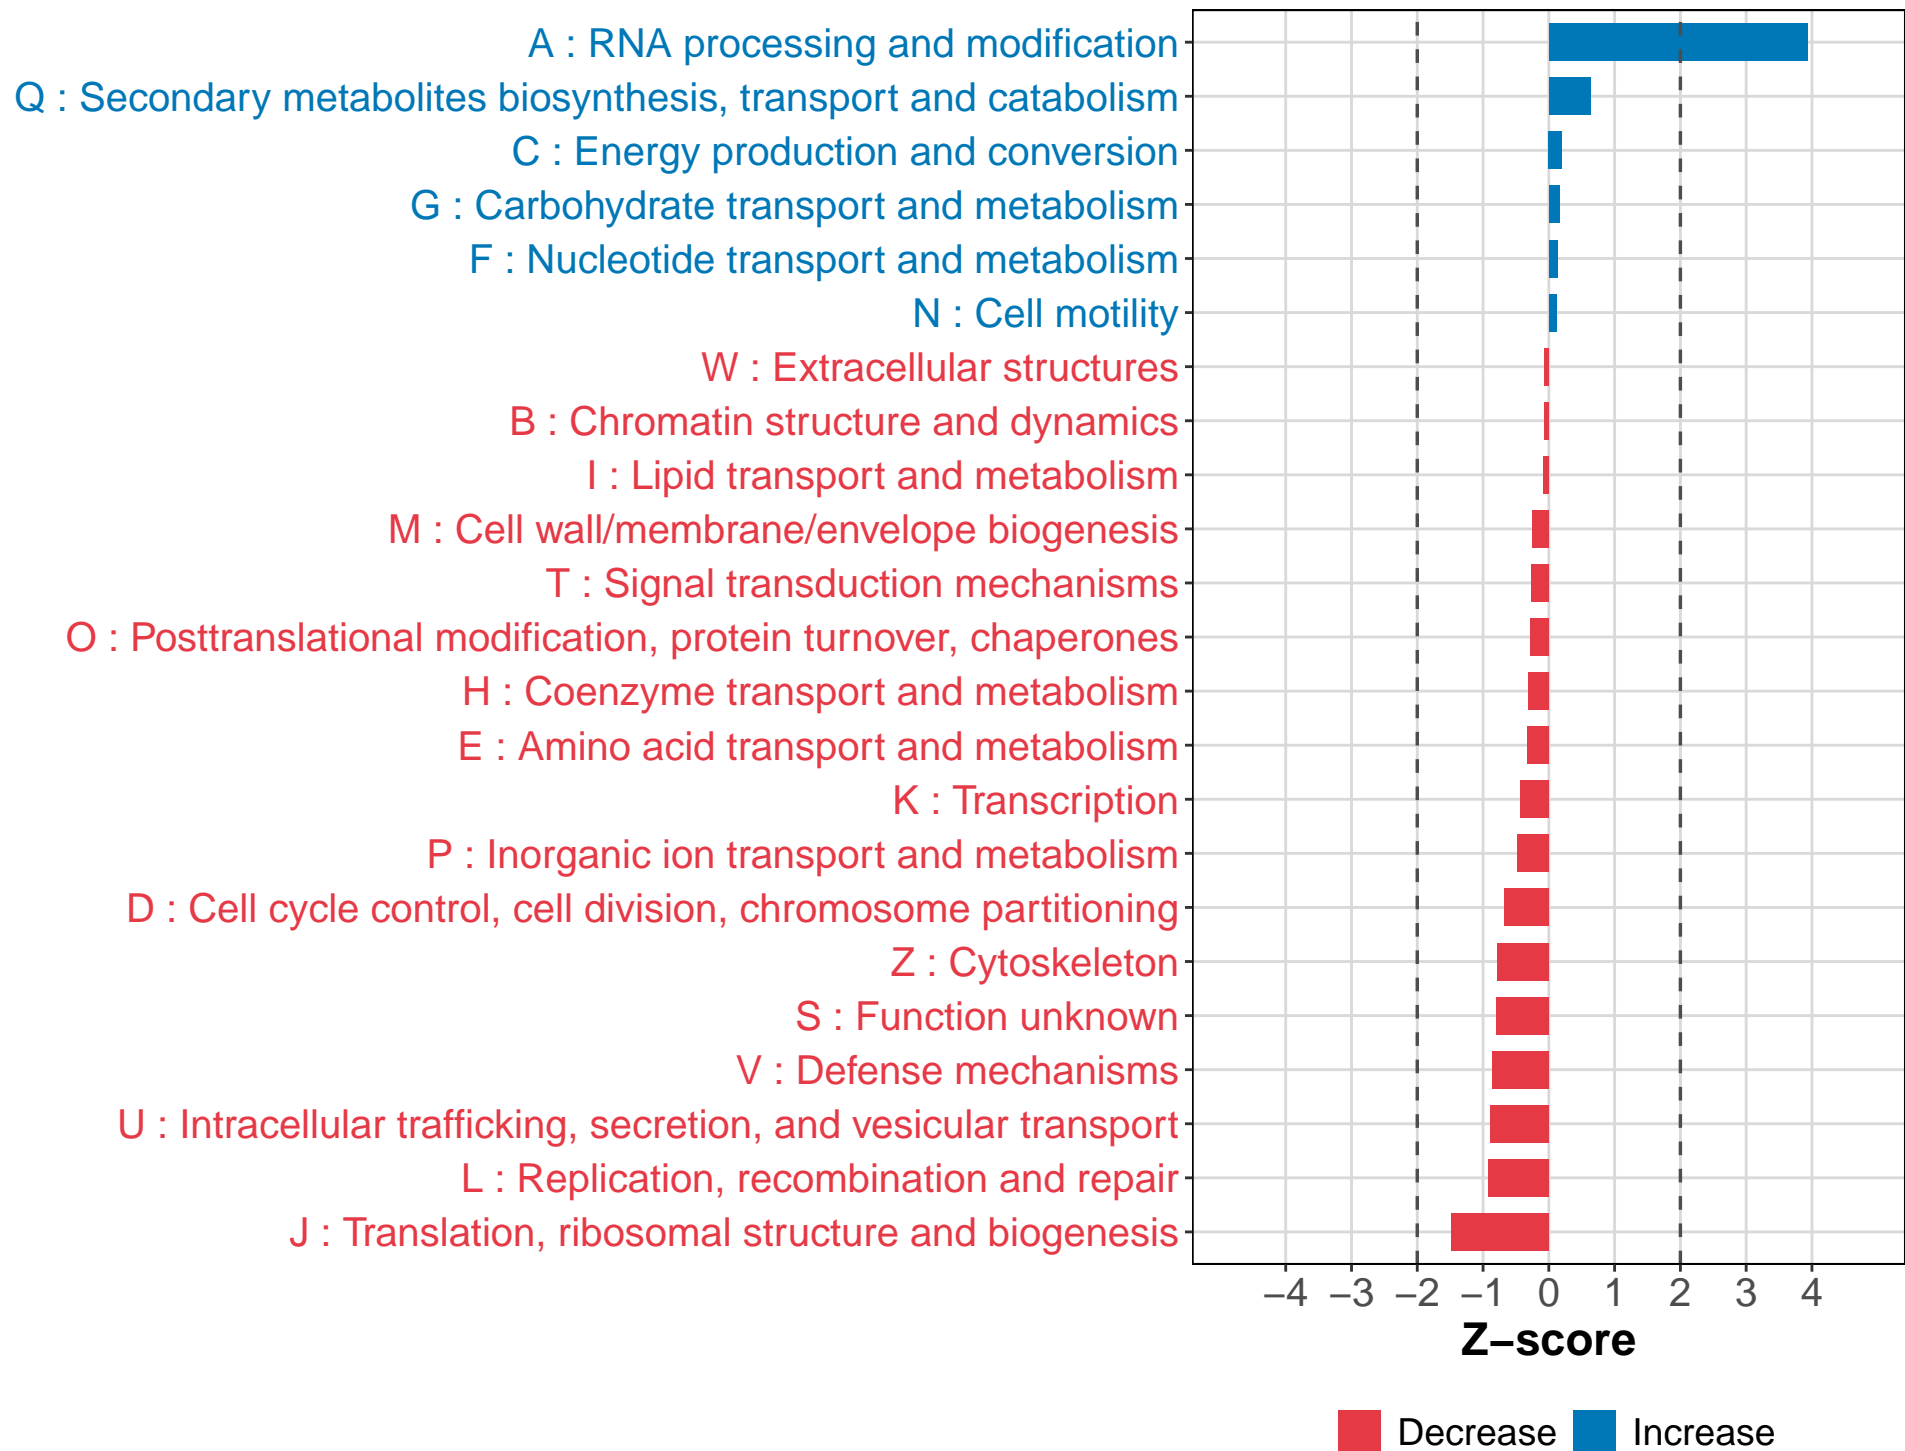 A : RNA processing and modification
Q : Secondary metabolites biosynthesis, transport and catabolism
C : Energy production and conversion
G : Carbohydrate transport and metabolism
F : Nucleotide transport and metabolism
N : Cell motility
W : Extracellular structures
B : Chromatin structure and dynamics
I : Lipid transport and metabolism
M : Cell wall/membrane/envelope biogenesis
T : Signal transduction mechanisms
O : Posttranslational modification, protein turnover, chaperones
H : Coenzyme transport and metabolism
E : Amino acid transport and metabolism
K : Transcription
P : Inorganic ion transport and metabolism
D : Cell cycle control, cell division, chromosome partitioning
Z : Cytoskeleton
S : Function unknown
V : Defense mechanisms
U : Intracellular trafficking, secretion, and vesicular transport
L : Replication, recombination and repair
J : Translation, ribosomal structure and biogenesis
−4 −3 −2 −1 0 1 2 3 4
Z−score
Decrease Increase